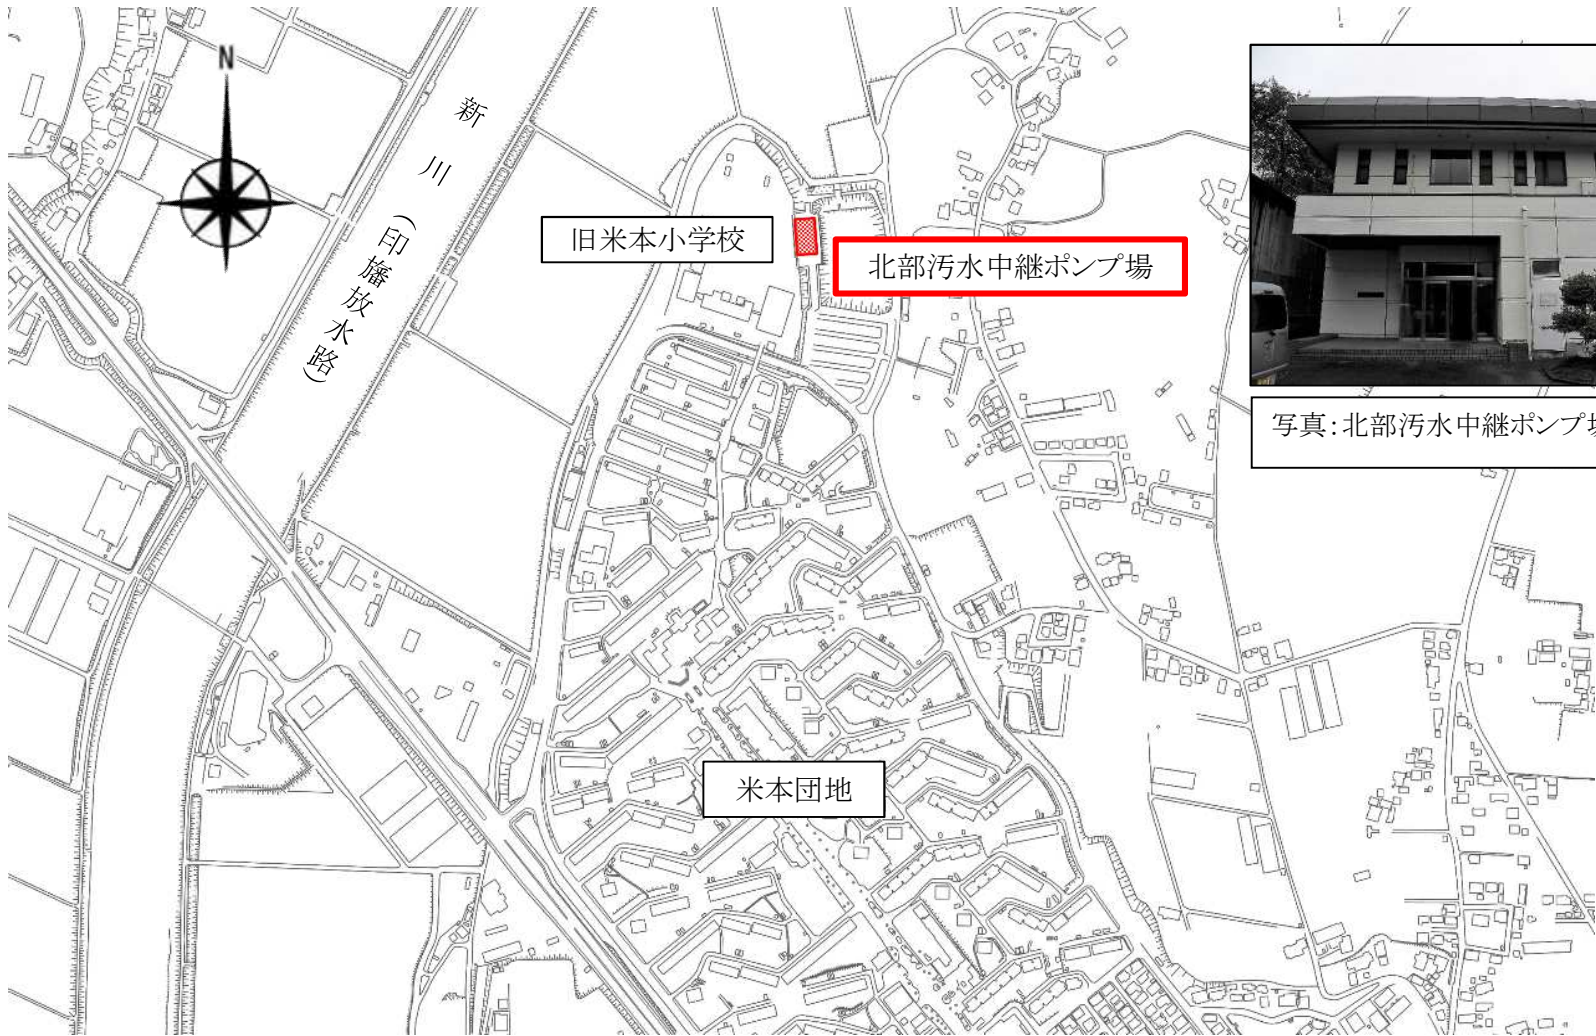 N
新川
(印旛放水路)
旧米本小学校
北部汚水中継ポンプ場
写真:北部汚水中継ポンプ場
米本団地